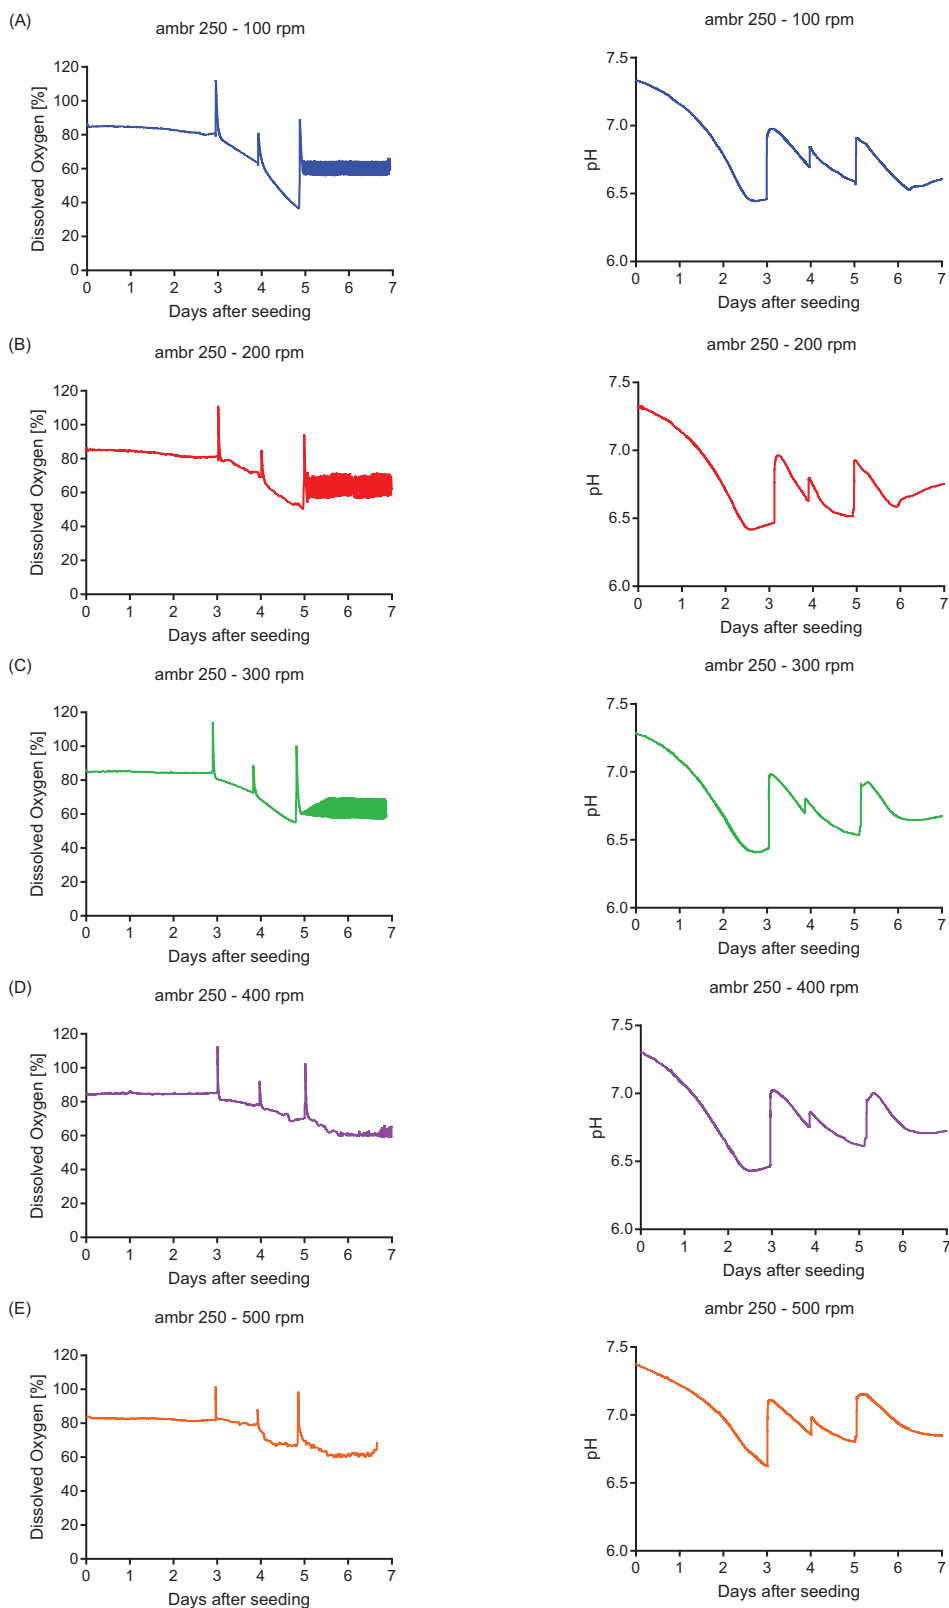 (A)
ambr 250 - 100 rpm
Dissolved Oxygen [%]
120
100
80
60
40
20
0
0 1 2 3 4 5 6 7
Days after seeding
ambr 250 - 100 rpm
pH
7.5
7.0
6.5
6.0
0 1 2 3 4 5 6 7
Days after seeding
(B)
ambr 250 - 200 rpm
Dissolved Oxygen [%]
120
100
80
60
40
20
0
0 1 2 3 4 5 6 7
Days after seeding
ambr 250 - 200 rpm
pH
7.5
7.0
6.5
6.0
0 1 2 3 4 5 6 7
Days after seeding
(C)
ambr 250 - 300 rpm
Dissolved Oxygen [%]
120
100
80
60
40
20
0
0 1 2 3 4 5 6 7
Days after seeding
ambr 250 - 300 rpm
pH
7.5
7.0
6.5
6.0
0 1 2 3 4 5 6 7
Days after seeding
(D)
ambr 250 - 400 rpm
Dissolved Oxygen [%]
120
100
80
60
40
20
0
0 1 2 3 4 5 6 7
Days after seeding
ambr 250 - 400 rpm
pH
7.5
7.0
6.5
6.0
0 1 2 3 4 5 6 7
Days after seeding
(E)
ambr 250 - 500 rpm
Dissolved Oxygen [%]
120
100
80
60
40
20
0
0 1 2 3 4 5 6 7
Days after seeding
ambr 250 - 500 rpm
pH
7.5
7.0
6.5
6.0
0 1 2 3 4 5 6 7
Days after seeding